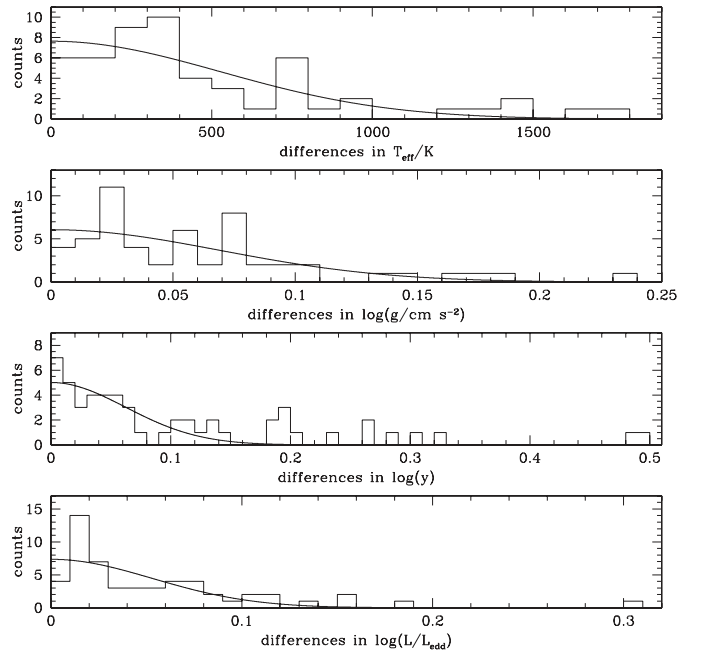 10
8
6
4
2
0
counts
0 500 1000 1500
differences in T_eff/K
10
5
0
counts
0 0.05 0.1 0.15 0.2 0.25
differences in log(g/cm s⁻²)
8
6
4
2
0
counts
0 0.1 0.2 0.3 0.4 0.5
differences in log(y)
15
10
5
0
counts
0 0.1 0.2 0.3
differences in log(L/L_edd)